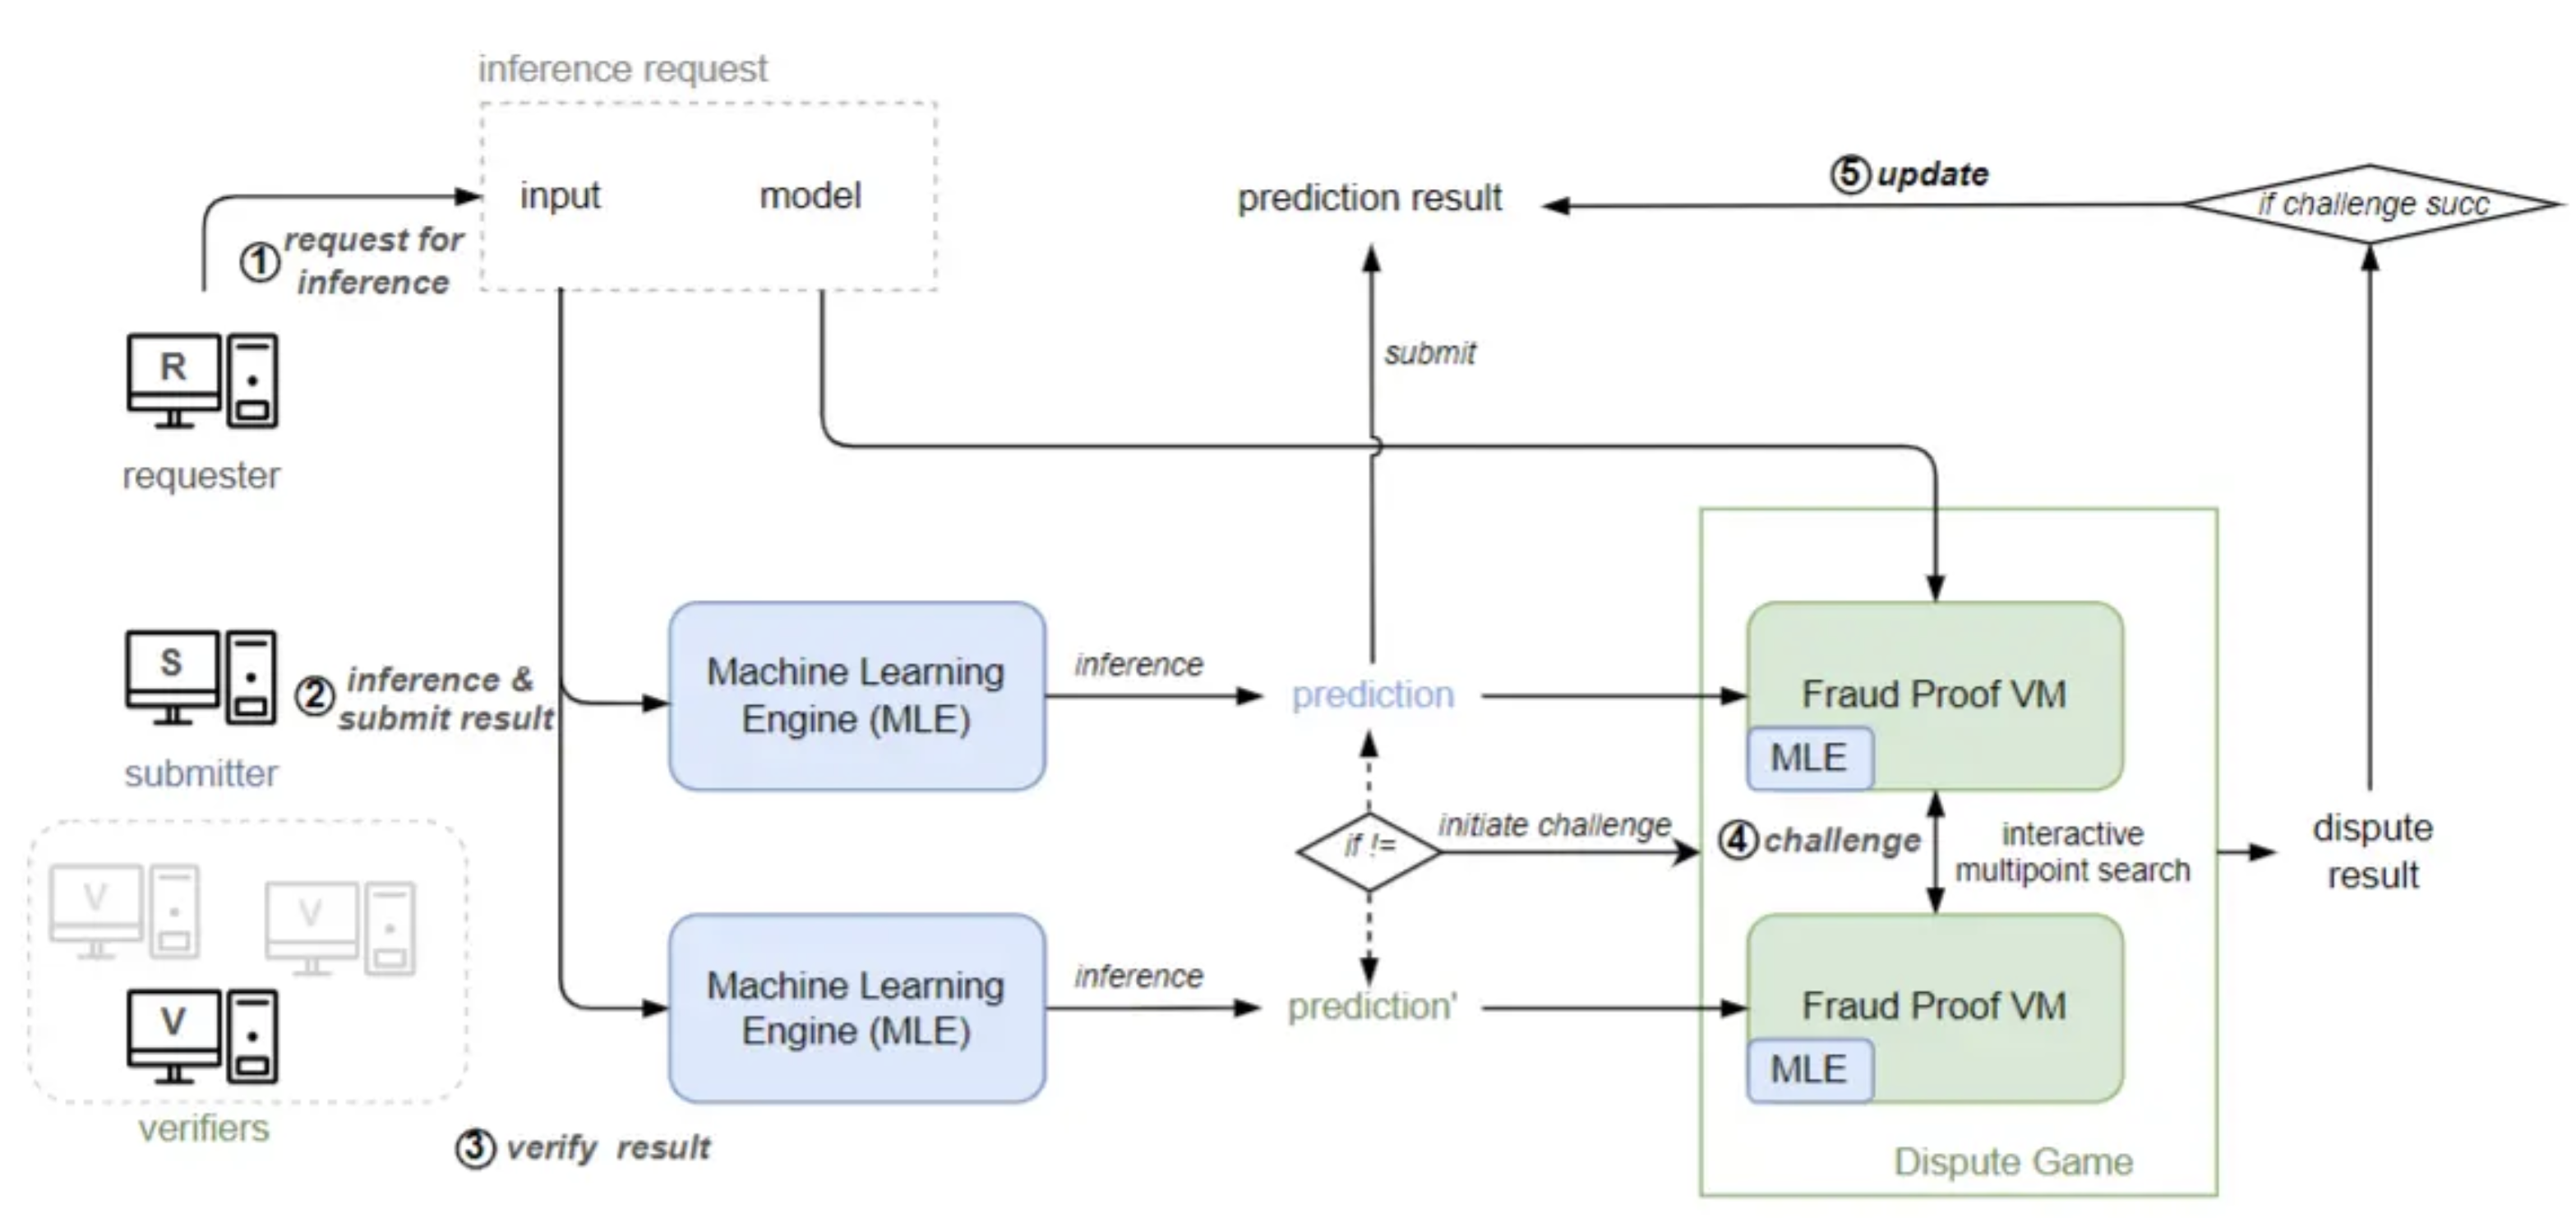 inference request
input
model
① request for
inference
R
requester
prediction result
⑤ update
if challenge succ
submit
S
submitter
② inference &
submit result
Machine Learning
Engine (MLE)
inference
prediction
Fraud Proof VM
MLE
if !=
initiate challenge
④ challenge
interactive
multipoint search
dispute
result
V
V
V
verifiers
③ verify result
Machine Learning
Engine (MLE)
inference
prediction'
Fraud Proof VM
MLE
Dispute Game